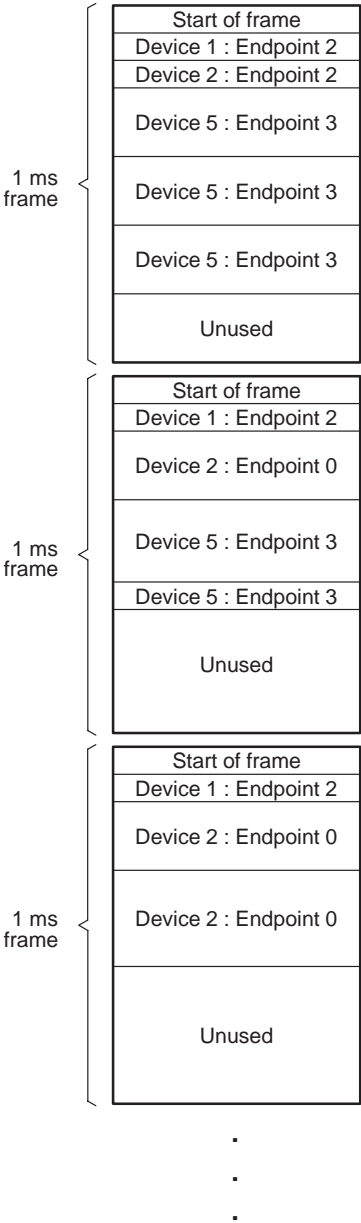 Start of frame
Device 1 : Endpoint 2
Device 2 : Endpoint 2
Device 5 : Endpoint 3
1 ms
frame
Device 5 : Endpoint 3
Device 5 : Endpoint 3
Unused
Start of frame
Device 1 : Endpoint 2
Device 2 : Endpoint 0
1 ms
frame
Device 5 : Endpoint 3
Device 5 : Endpoint 3
Unused
Start of frame
Device 1 : Endpoint 2
Device 2 : Endpoint 0
1 ms
frame
Device 2 : Endpoint 0
Unused
.
.
.